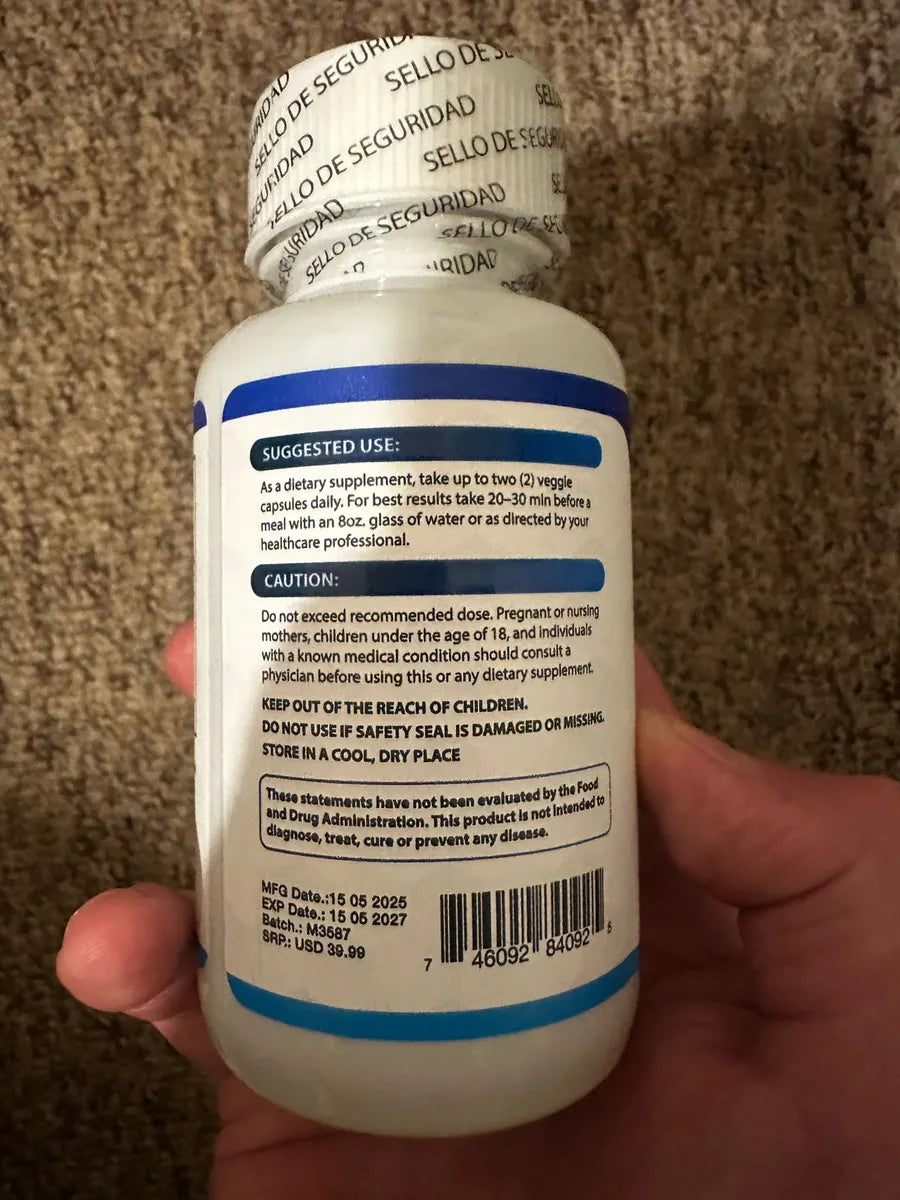 SELLO DE SEGURIDAD
SELLO DE
SELLO DE SEGURIDAD
SELLO DE
SEGURIDAD
SELLO DE SEGURIDAD
SELLO DE
SUGGESTED USE:
As a dietary supplement, take up to two (2) veggie
capsules daily. For best results take 20–30 min before a
meal with an 8oz. glass of water or as directed by your
healthcare professional.
CAUTION:
Do not exceed recommended dose. Pregnant or nursing
mothers, children under the age of 18, and individuals
with a known medical condition should consult a
physician before using this or any dietary supplement.
KEEP OUT OF THE REACH OF CHILDREN.
DO NOT USE IF SAFETY SEAL IS DAMAGED OR MISSING.
STORE IN A COOL, DRY PLACE
These statements have not been evaluated by the Food
and Drug Administration. This product is not intended to
diagnose, treat, cure or prevent any disease.
MFG Date.:15 05 2025
EXP Date.: 15 05 2027
Batch.: M3587
SRP.: USD 39.99
7 46092 84092 6